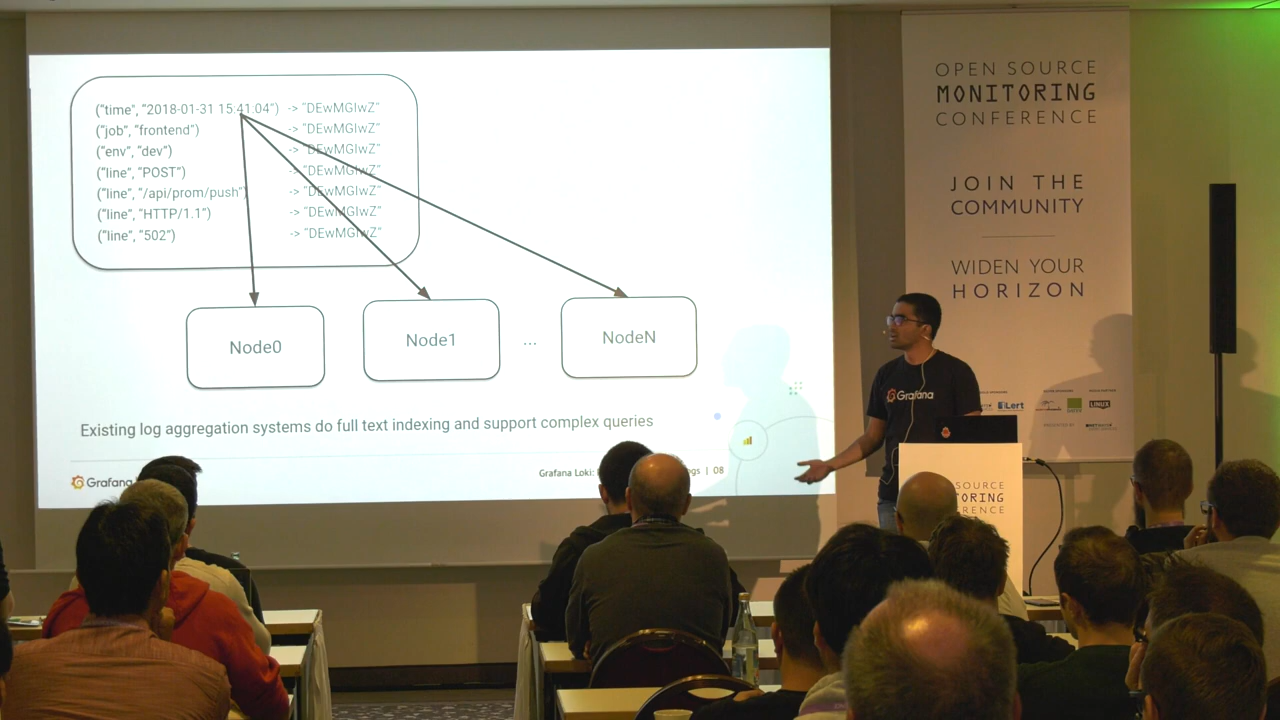 ("time", "2018-01-31 15:41.04") -> "DEwMGIwZ"
("job", "frontend") -> "DEwMGIwZ"
("env", "dev") -> "DEwMGIwZ"
("line", "POST") -> "DEwMGIwZ"
("line", "/api/prom/push") -> "DEwMGIwZ"
("line", "HTTP/1.1") -> "DEwMGIwZ"
("line", "502") -> "DEwMGIwZ"
Node0
Node1
...
NodeN
Existing log aggregation systems do full text indexing and support complex queries
Grafana
Grafana Loki: | 08
OPEN SOURCE
MONITORING
CONFERENCE
JOIN THE
COMMUNITY
WIDEN YOUR
HORIZON
iLert
LINUX
Grafana
SOURCE